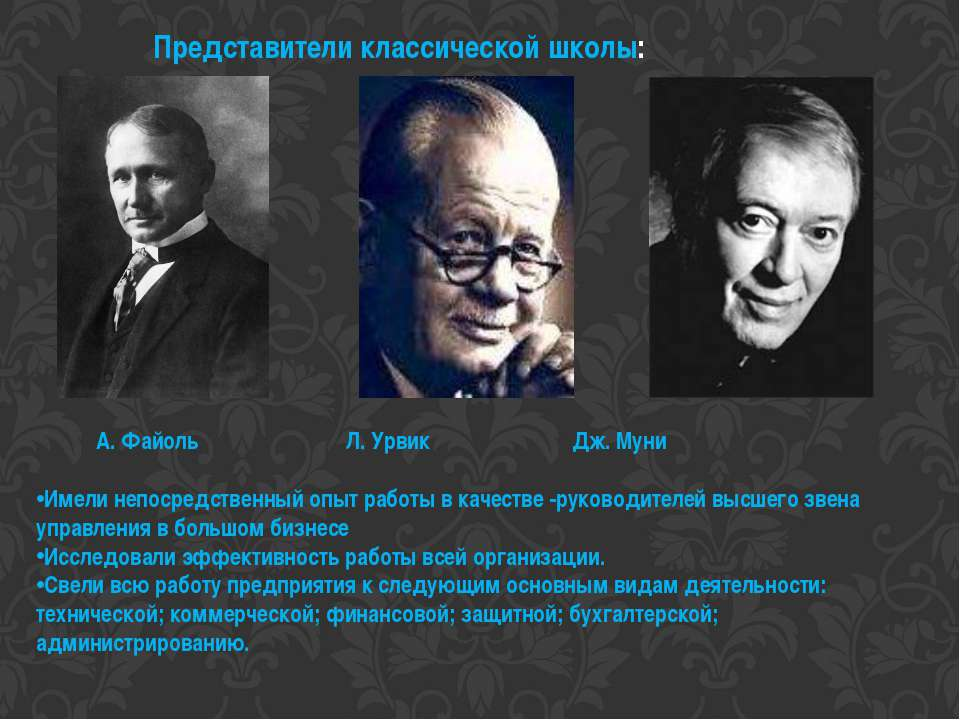 Представители классической школы:
А. Файоль Л. Урвик Дж. Муни
•Имели непосредственный опыт работы в качестве -руководителей высшего звена
управления в большом бизнесе
•Исследовали эффективность работы всей организации.
•Свели всю работу предприятия к следующим основным видам деятельности:
технической; коммерческой; финансовой; защитной; бухгалтерской;
администрированию.